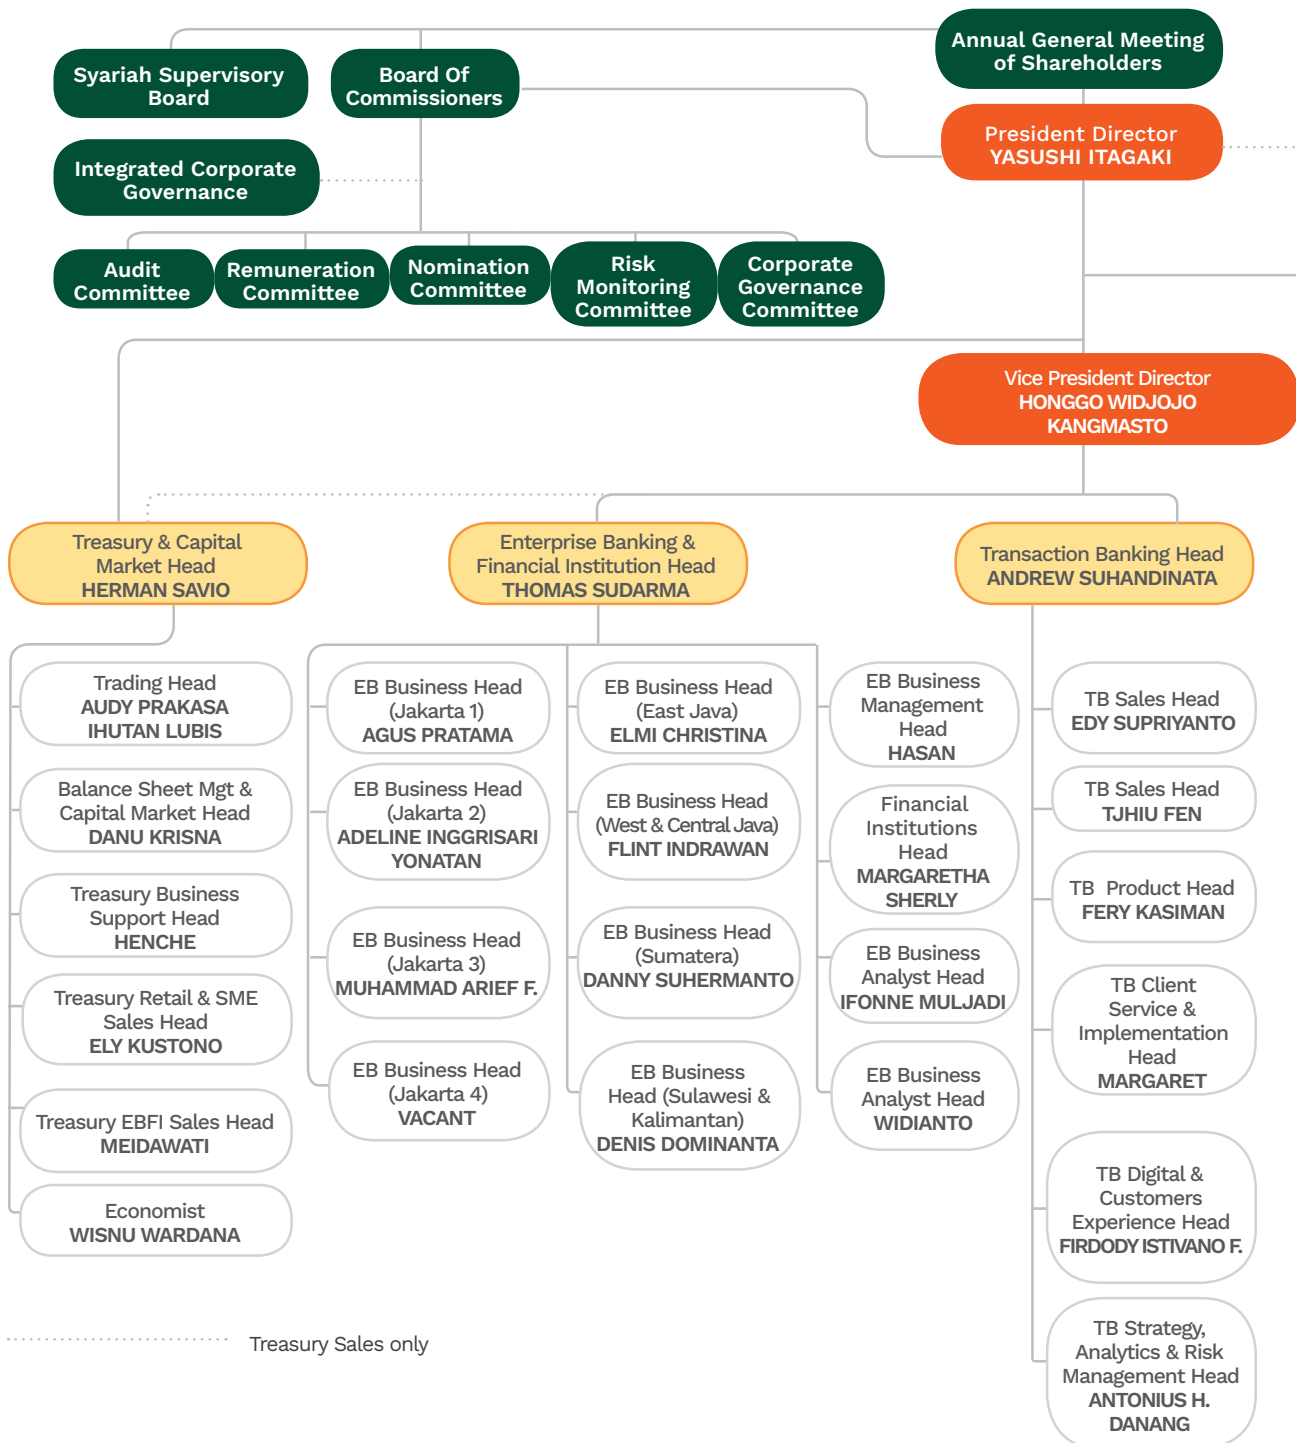 Annual General Meeting
of Shareholders
Syariah Supervisory
Board
Board Of
Commissioners
President Director
YASUSHI ITAGAKI
Integrated Corporate
Governance
Audit
Committee
Remuneration
Committee
Nomination
Committee
Risk
Monitoring
Committee
Corporate
Governance
Committee
Vice President Director
HONGGO WIDJOJO
KANGMASTO
Treasury & Capital
Market Head
HERMAN SAVIO
Enterprise Banking &
Financial Institution Head
THOMAS SUDARMA
Transaction Banking Head
ANDREW SUHANDINATA
Trading Head
AUDY PRAKASA
IHUTAN LUBIS
Balance Sheet Mgt &
Capital Market Head
DANU KRISNA
Treasury Business
Support Head
HENCHE
Treasury Retail & SME
Sales Head
ELY KUSTONO
Treasury EBFI Sales Head
MEIDAWATI
Economist
WISNU WARDANA
EB Business Head
(Jakarta 1)
AGUS PRATAMA
EB Business Head
(Jakarta 2)
ADELINE INGGRISARI
YONATAN
EB Business Head
(Jakarta 3)
MUHAMMAD ARIEF F.
EB Business Head
(Jakarta 4)
VACANT
EB Business Head
(East Java)
ELMI CHRISTINA
EB Business Head
(West & Central Java)
FLINT INDRAWAN
EB Business Head
(Sumatera)
DANNY SUHERMANTO
EB Business
Head (Sulawesi &
Kalimantan)
DENIS DOMINANTA
EB Business
Management
Head
HASAN
Financial
Institutions
Head
MARGARETHA
SHERLY
EB Business
Analyst Head
IFONNE MULJADI
EB Business
Analyst Head
WIDIANTO
TB Sales Head
EDY SUPRIYANTO
TB Sales Head
TJHIU FEN
TB Product Head
FERY KASIMAN
TB Client
Service &
Implementation
Head
MARGARET
TB Digital &
Customers
Experience Head
FIRDODY ISTIVANO F.
TB Strategy,
Analytics & Risk
Management Head
ANTONIUS H.
DANANG
Treasury Sales only